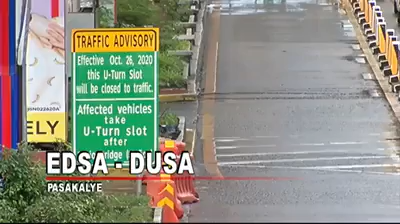 TRAFFIC ADVISORY
Effective Oct. 26, 2020
this U-Turn Slot
will be closed to traffic.
Affected vehicles
take
U-Turn slot
after
ELY
EDSA - DUSA
PASAKALYE